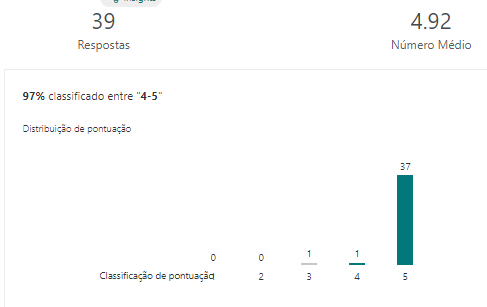 39
Respostas
4.92
Número Médio
97% classificado entre "4-5"
Distribuição de pontuação
0 0 1 1 37
Classificação de pontuação 1 2 3 4 5